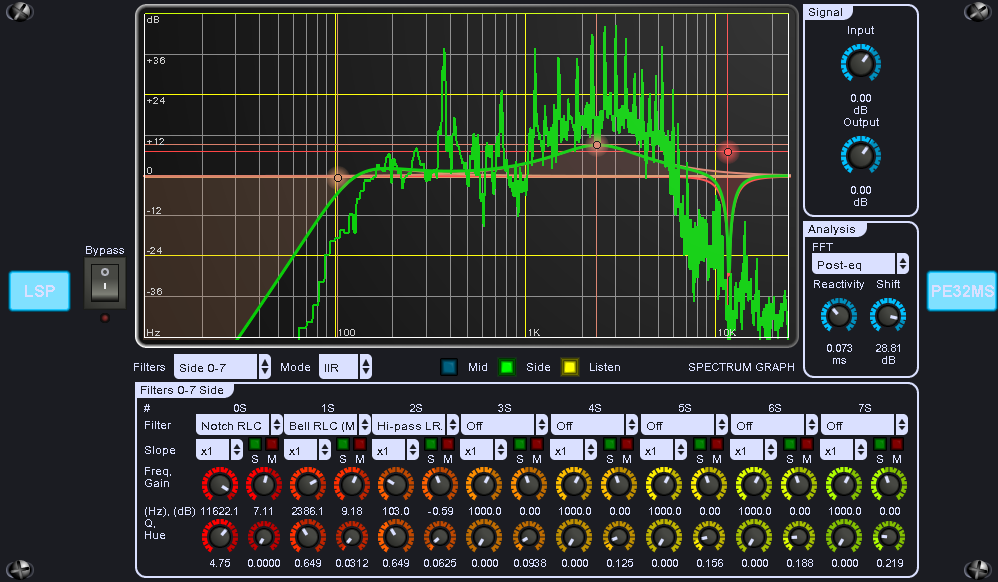 dB
+36
+24
+12
0
-12
-24
-36
Hz
100
1K
10K
Signal
Input
0.00
dB
Output
0.00
dB
Bypass
LSP
PE32MS
Analysis
FFT
Post-eq
Reactivity Shift
0.073 28.81
ms dB
Filters Side 0-7 Mode IIR Mid Side Listen SPECTRUM GRAPH
Filters 0-7 Side
# 0S 1S 2S 3S 4S 5S 6S 7S
Filter Notch RLC Bell RLC (M Hi-pass LR. Off Off Off Off Off
Slope x1 x1 x1 x1 x1 x1 x1 x1
S M S M S M S M S M S M S M S M
Freq,
Gain
(Hz), (dB) 11622.1 7.11 2386.1 9.18 103.0 -0.59 1000.0 0.00 1000.0 0.00 1000.0 0.00 1000.0 0.00 1000.0 0.00
Q,
Hue
4.75 0.0000 0.649 0.0312 0.649 0.0625 0.000 0.0938 0.000 0.125 0.000 0.156 0.000 0.188 0.000 0.219